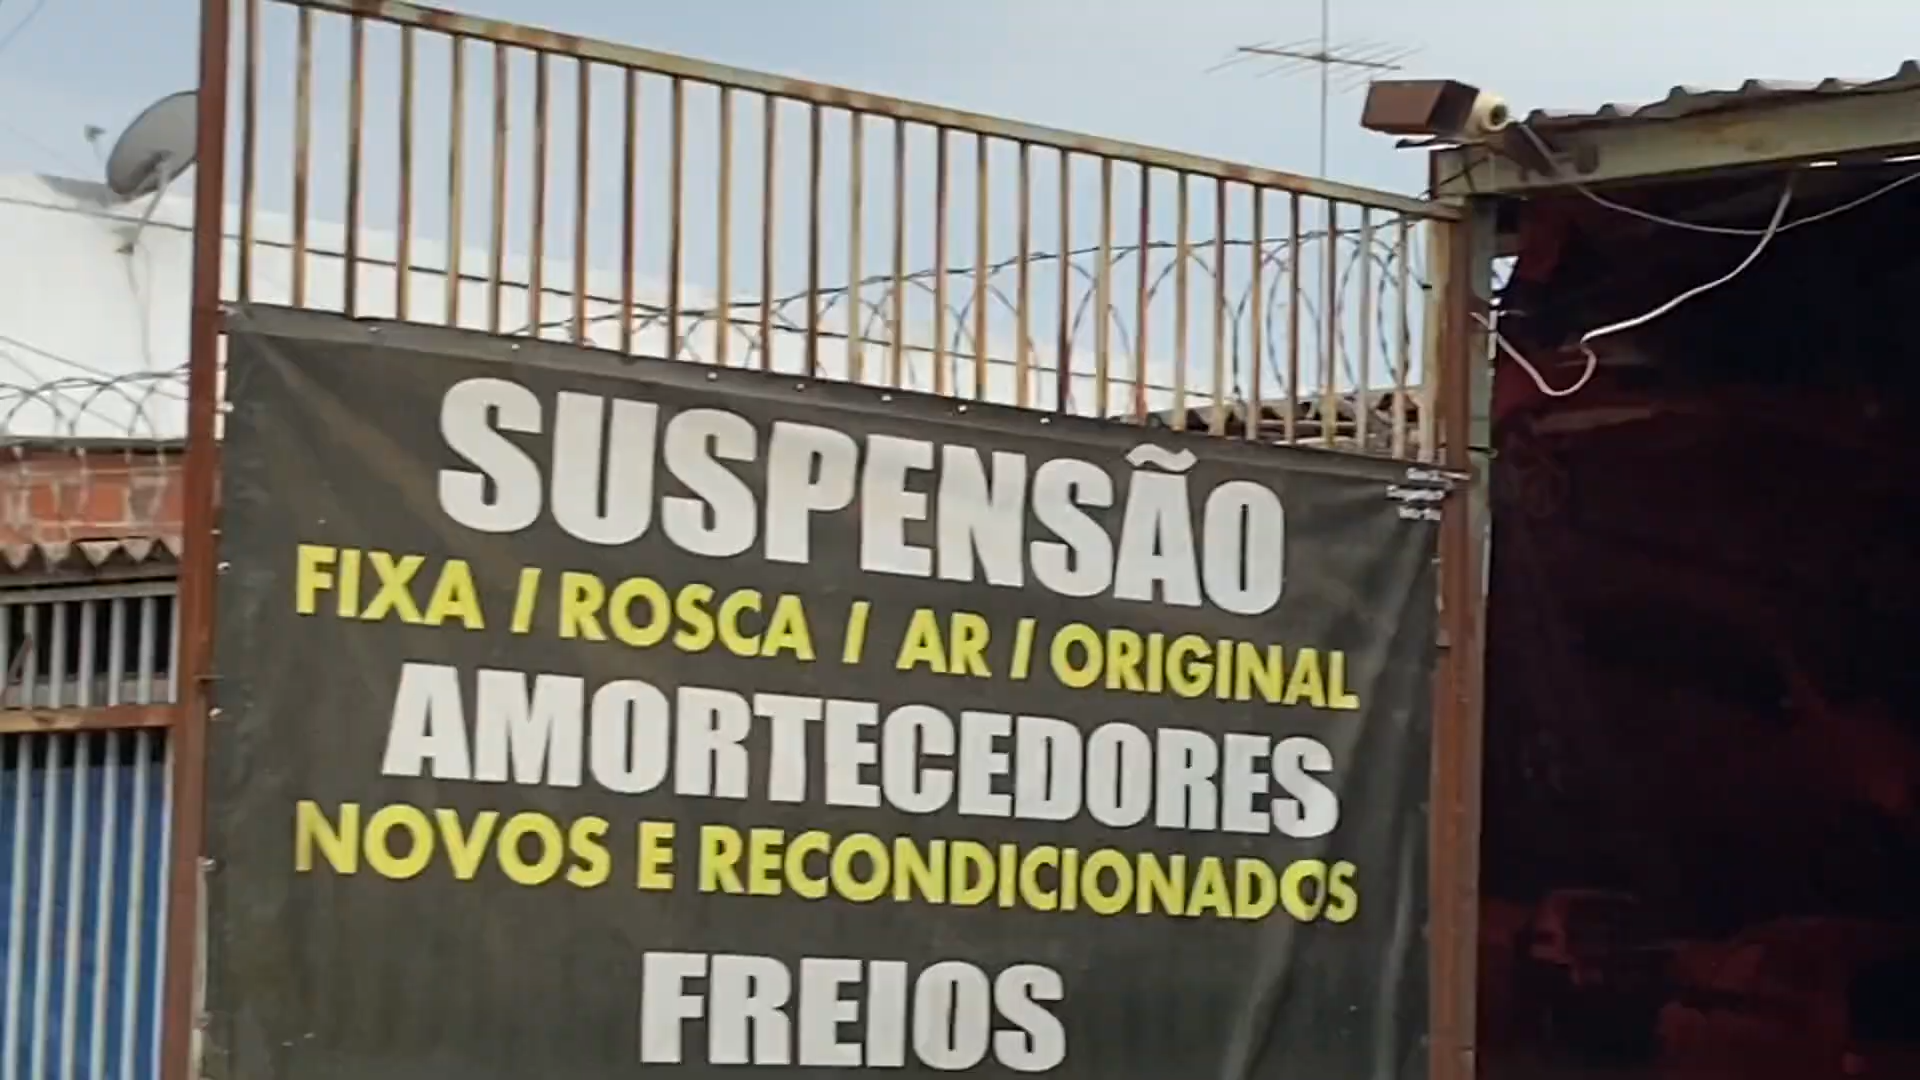 SUSPENSÃO
FIXA / ROSCA / AR / ORIGINAL
AMORTECEDORES
NOVOS E RECONDICIONADOS
FREIOS